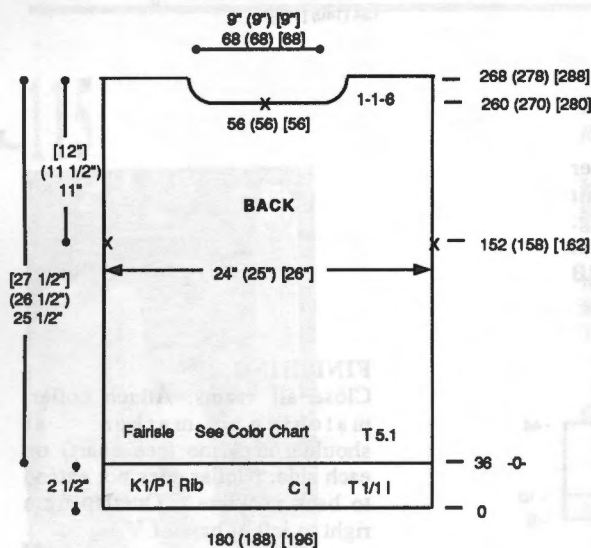 9" (9") [9"]
68 (68) [68]
268 (278) [288]
1-1-6
260 (270) [280]
56 (56) [56]
[12"]
(11 1/2")
11"
BACK
152 (158) [162]
24" (25") [26"]
[27 1/2"]
(26 1/2")
25 1/2"
FINISHING
Fairisle See Color Chart T 5.1
36 -0-
2 1/2"
K1/P1 Rib C 1 T 1/1 I
0
180 (188) [196]